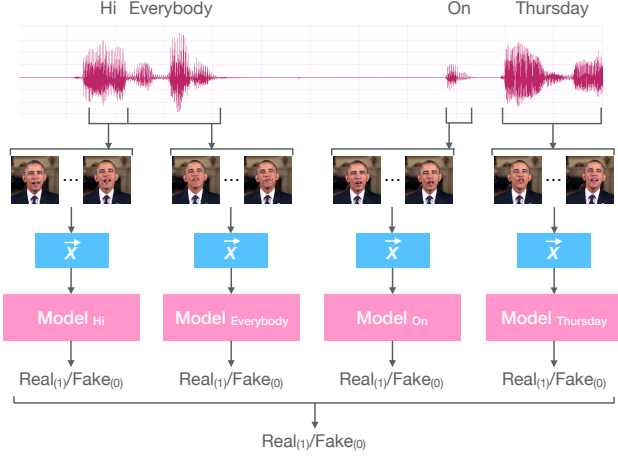 Hi Everybody On Thursday
... ... ... ...
X X X X
Model Hi Model Everybody Model On Model Thursday
Real(1)/Fake(0) Real(1)/Fake(0) Real(1)/Fake(0) Real(1)/Fake(0)
Real(1)/Fake(0)